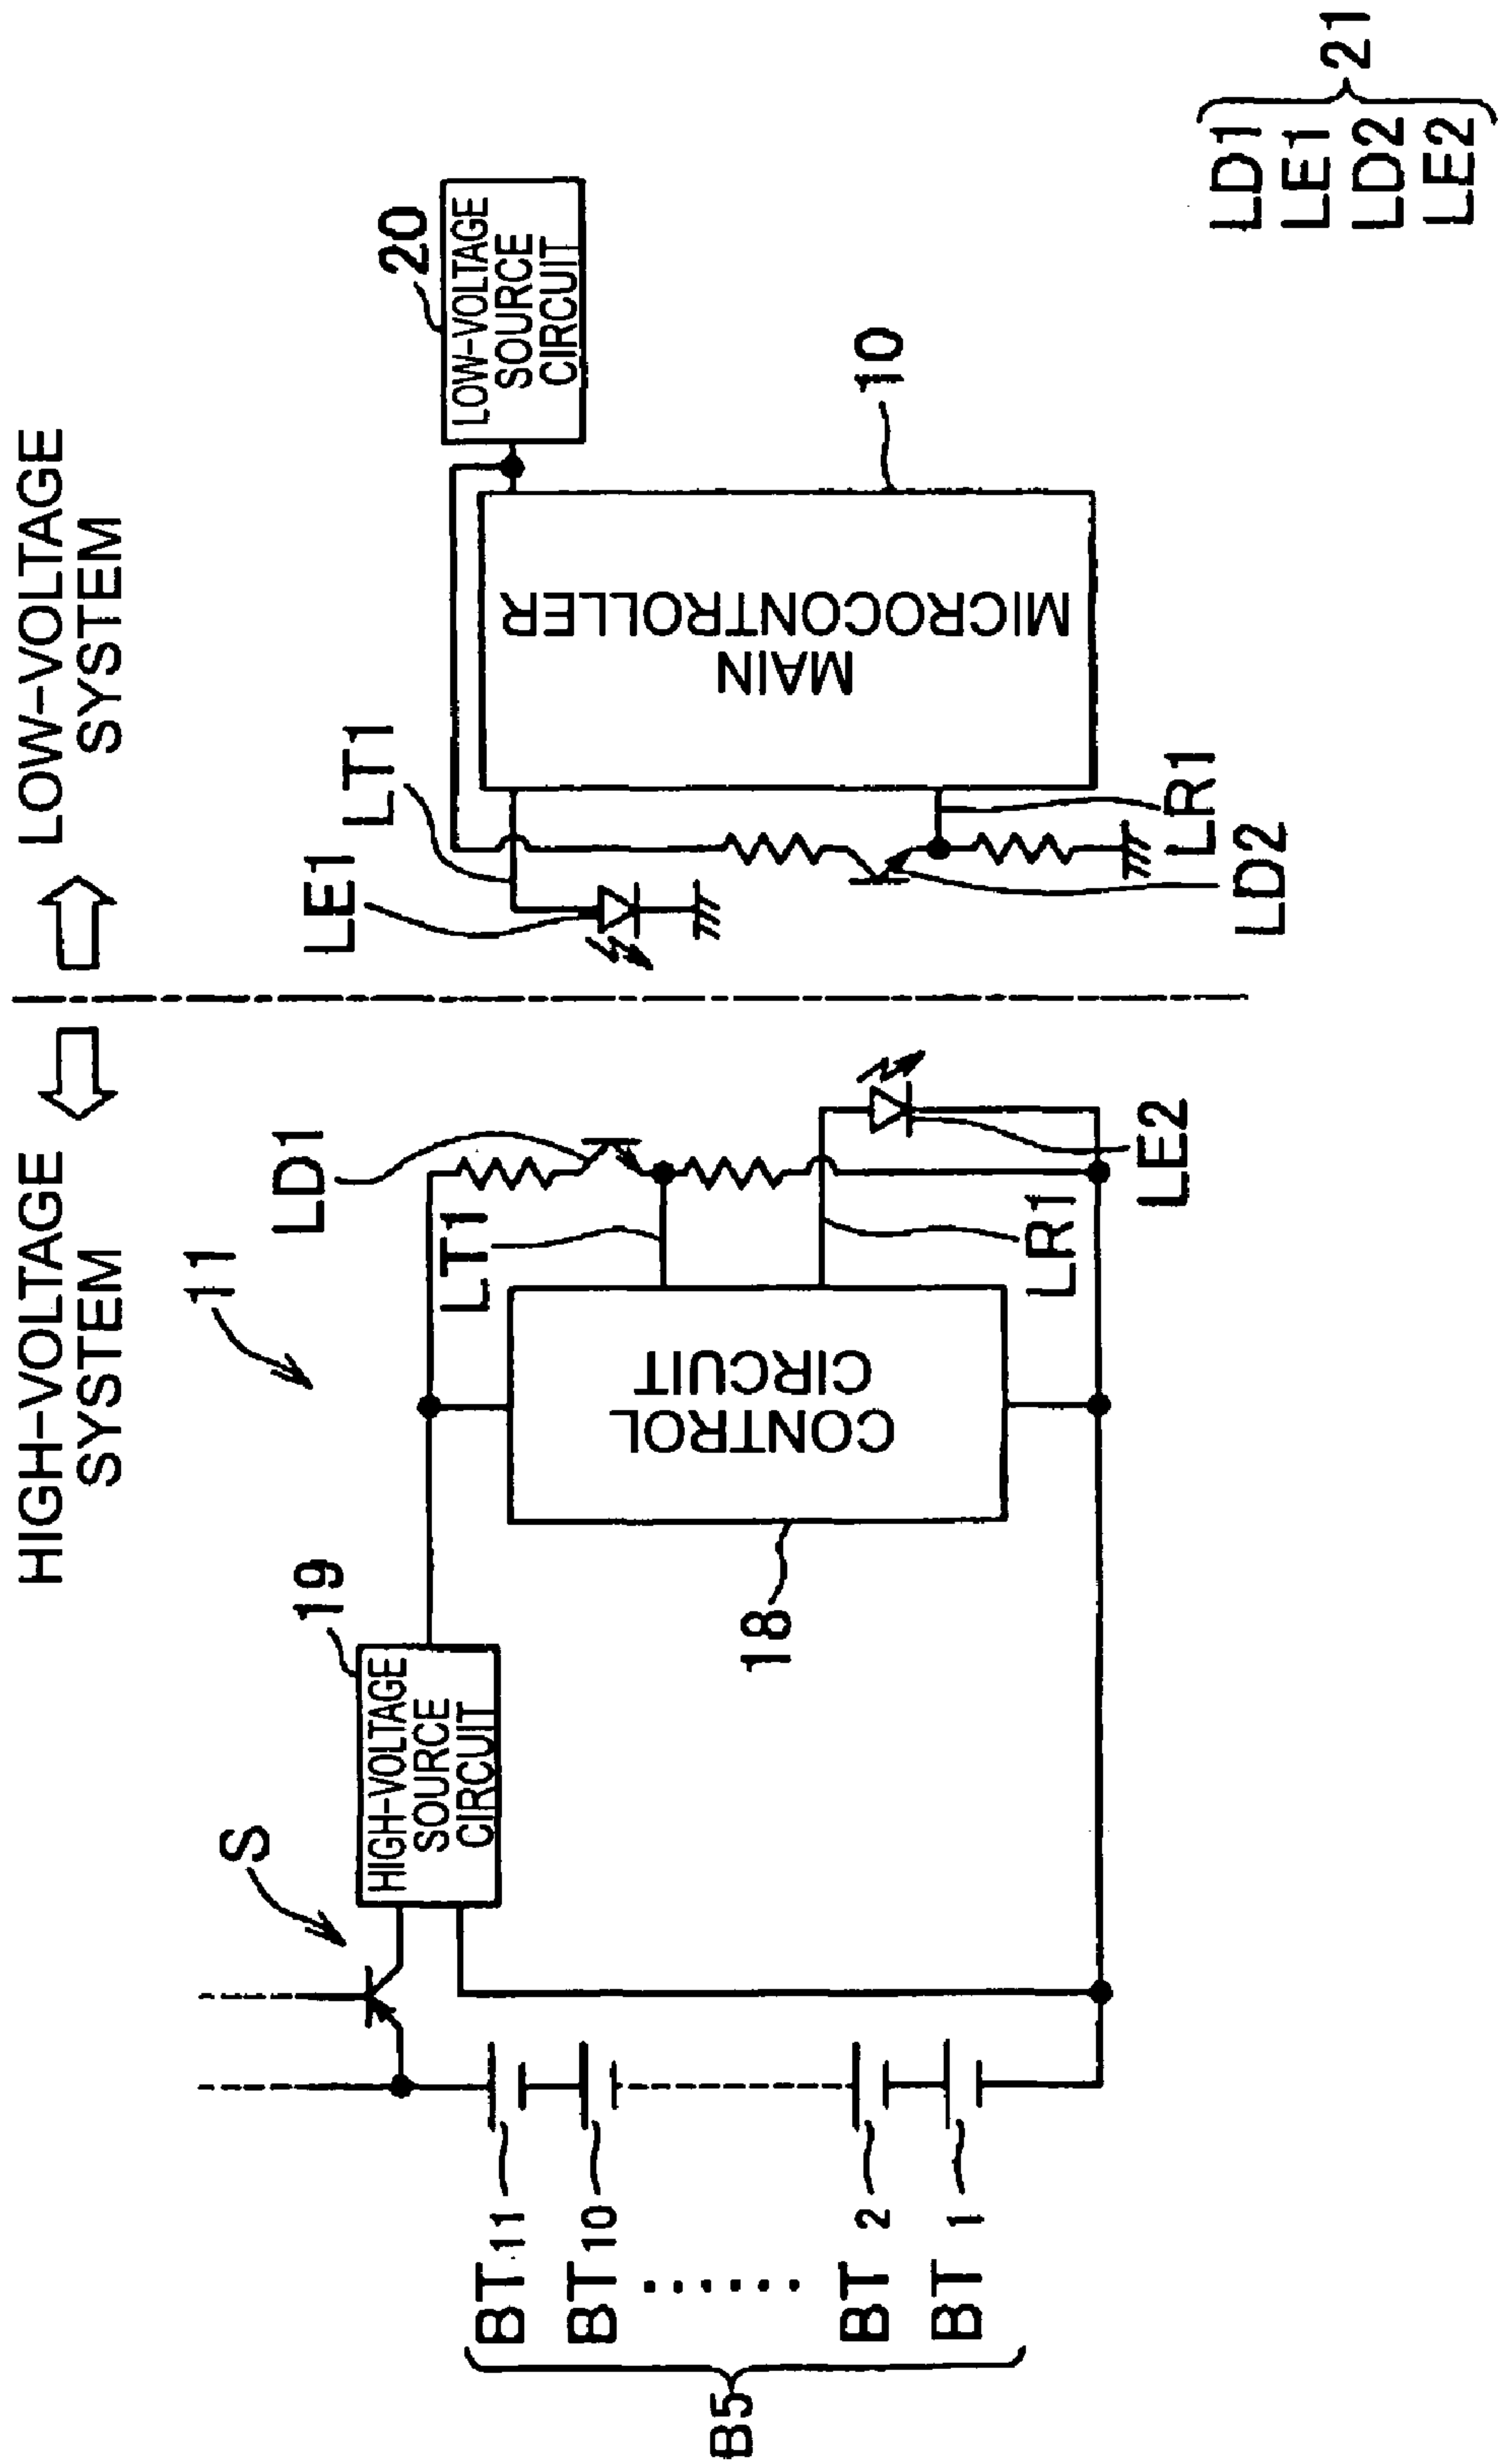 HIGH-VOLTAGE
SYSTEM
LOW-VOLTAGE
SYSTEM
11
S
19
HIGH-VOLTAGE
SOURCE
CIRCUIT
LD1
LT1
LE1
LT1
20
LOW-VOLTAGE
SOURCE
CIRCUIT
CONTROL
CIRCUIT
18
MAIN
MICROCONTROLLER
10
BT11
BT10
......
BT2
BT1
B5
LR1
LE2
LR1
LD2
LD1
LE1
LD2
LE2
21